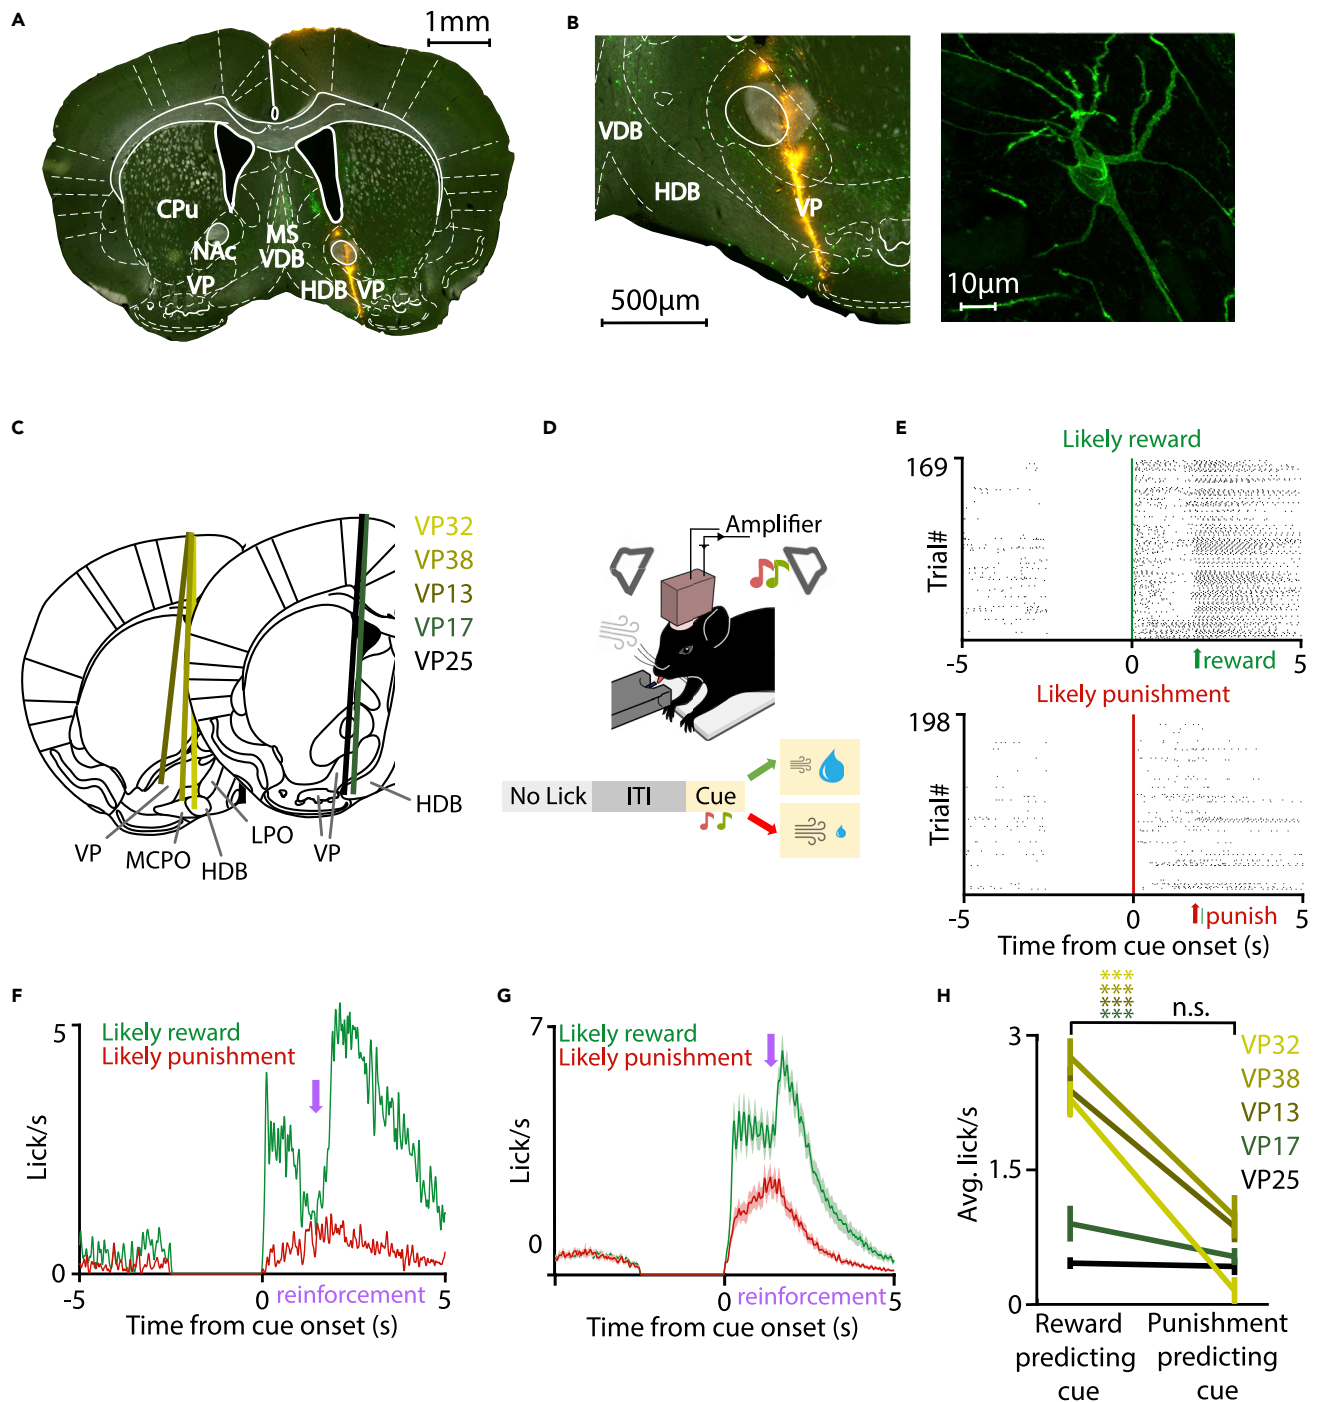 A
1mm
CPu
NAc
MS
VDB
VP
HDB
VP
B
VDB
HDB
VP
500µm
10µm
C
VP32
VP38
VP13
VP17
VP25
HDB
LPO
VP
MCPO
HDB
VP
D
Amplifier
No Lick
ITI
Cue
E
Likely reward
169
Trial#
-5
0
5
reward
Likely punishment
198
Trial#
-5
0
5
punish
Time from cue onset (s)
F
Likely reward
Likely punishment
5
0
Lick/s
-5
0
reinforcement
5
Time from cue onset (s)
G
7
Likely reward
Likely punishment
0
Lick/s
0
reinforcement
5
Time from cue onset (s)
H
***
***
***
***
n.s.
3
1.5
0
Avg. lick/s
VP32
VP38
VP13
VP17
VP25
Reward
predicting
cue
Punishment
predicting
cue